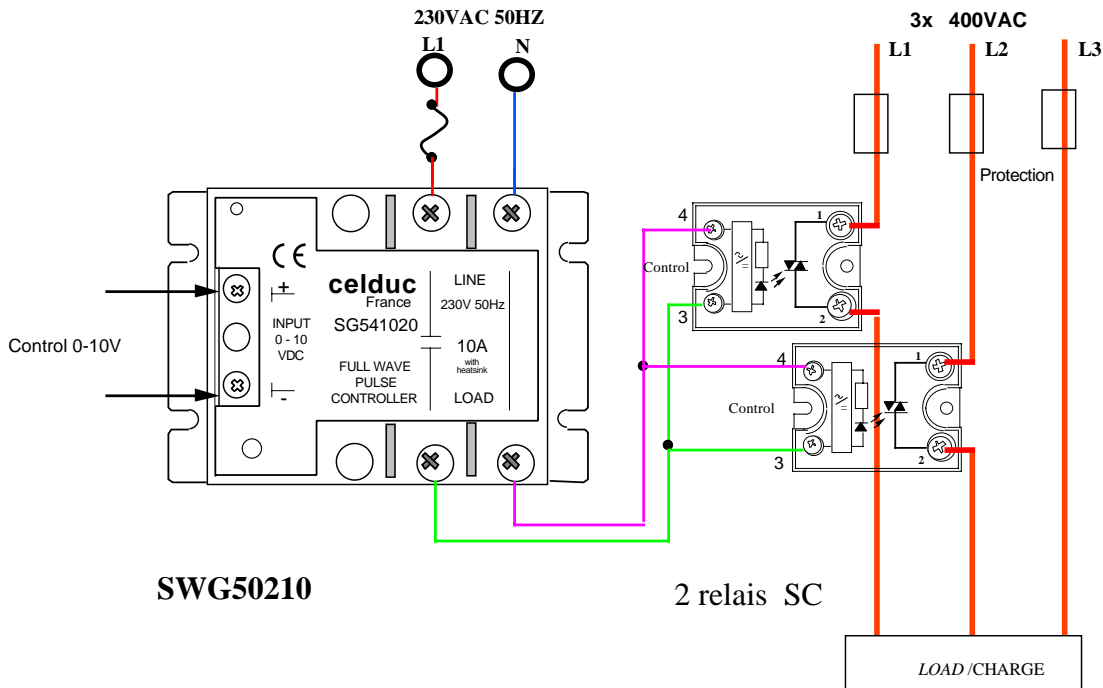 230VAC 50HZ
L1
N
3x 400VAC
L1
L2
L3
Protection
CE
celduc
France
SG541020
FULL WAVE
PULSE
CONTROLLER
LINE
230V 50Hz
10A
with
heatsink
LOAD
+
INPUT
0 - 10
VDC
-
Control 0-10V
4
Control
3
1
2
4
Control
3
1
2
SWG50210
2 relais SC
LOAD /CHARGE